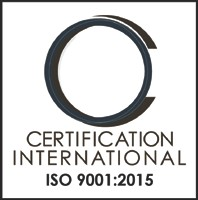 CERTIFICATION
INTERNATIONAL
ISO 9001:2015